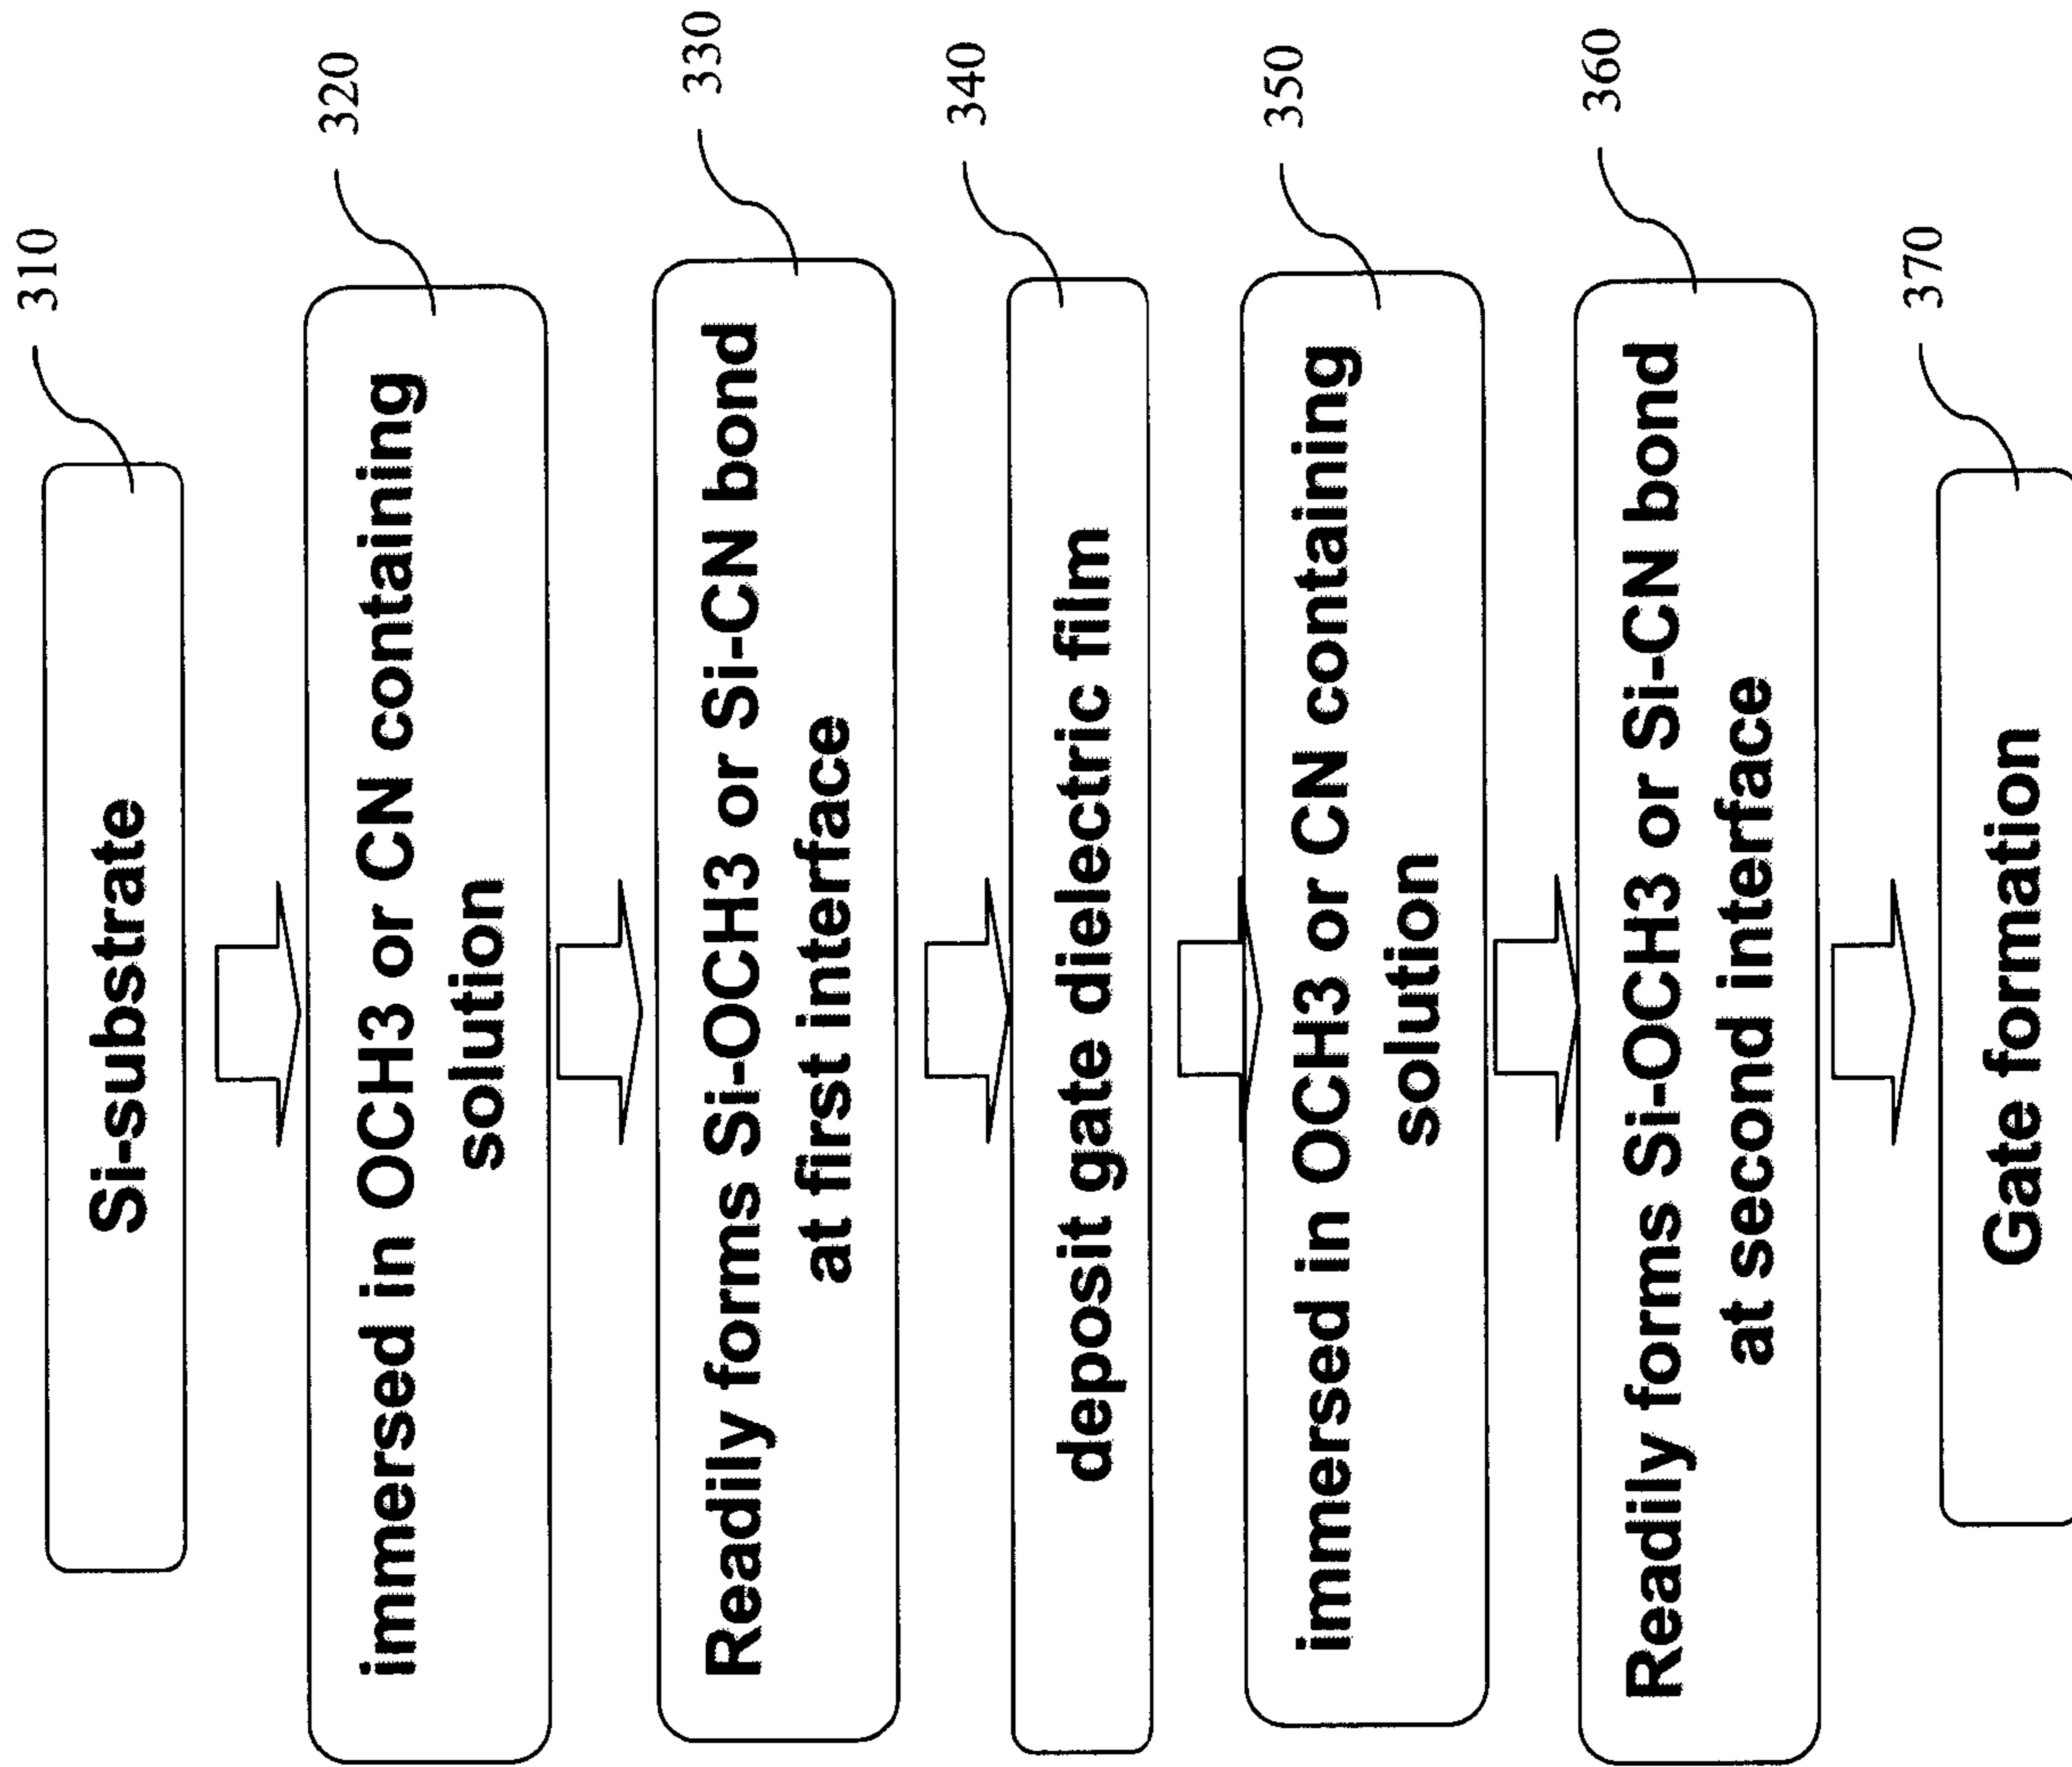 310
Si-substrate
320
immersed in OCH3 or CN containing
solution
330
Readily forms Si-OCH3 or Si-CN bond
at first interface
340
deposit gate dielectric film
350
immersed in OCH3 or CN containing
solution
360
Readily forms Si-OCH3 or Si-CN bond
at second interface
370
Gate formation